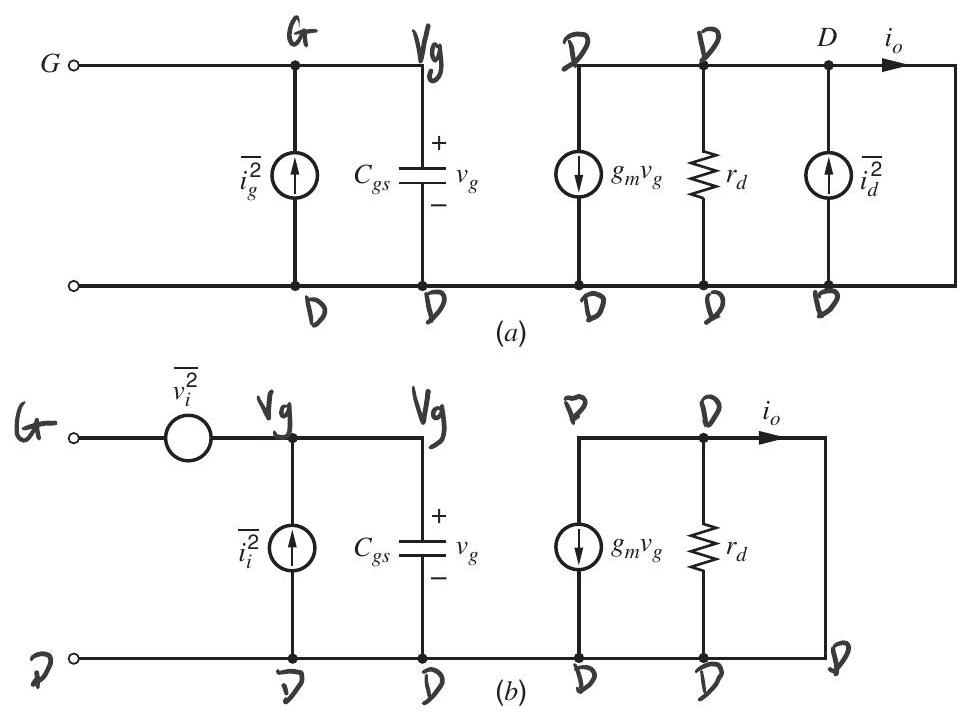 G Vg D D D i_o
G
\overline{i_g^2} C_{gs} + v_g − g_m v_g r_d \overline{i_d^2}
D D D D D
(a)
\overline{v_i^2}
G Vg Vg D D i_o
\overline{i_i^2} C_{gs} + v_g − g_m v_g r_d
D D D D D D
(b)